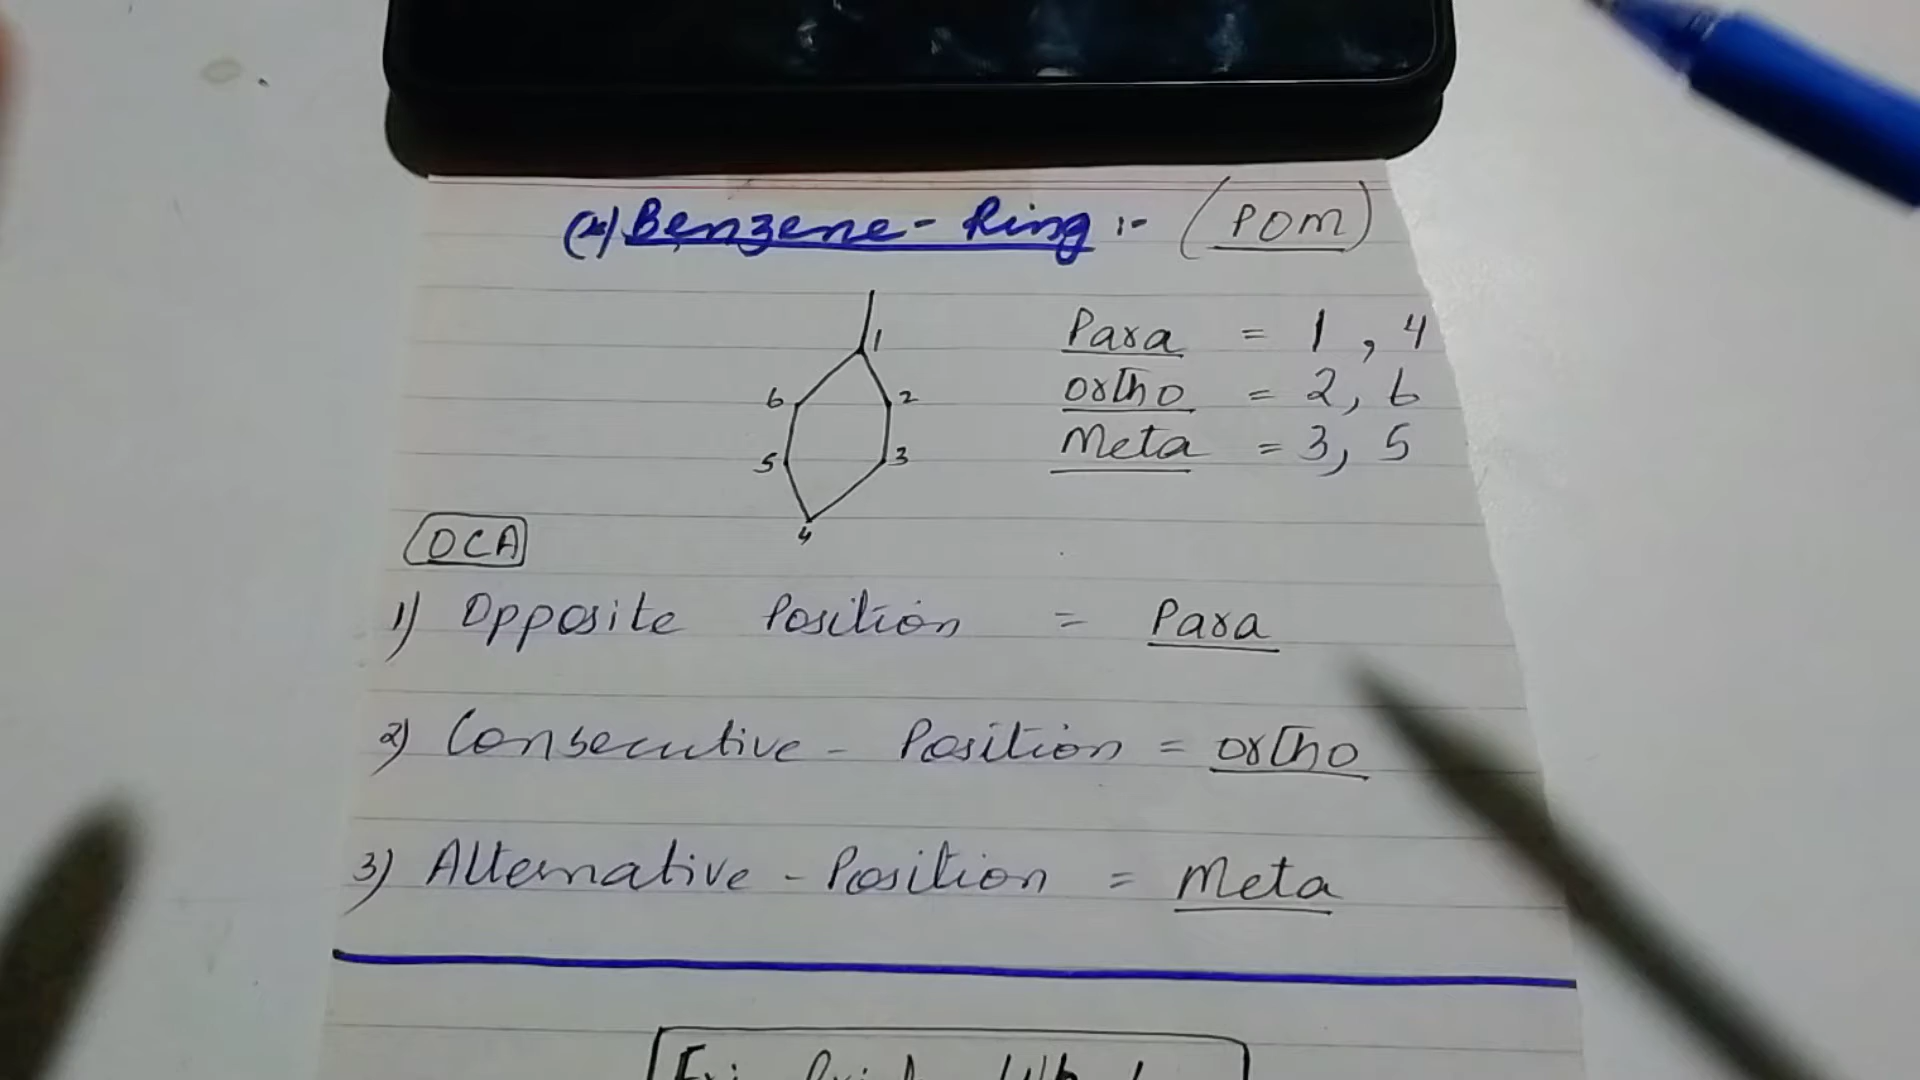 (*) Benzene - Ring :- (POM)
1
6 2
5 3
4
Para = 1, 4
ortho = 2, 6
Meta = 3, 5
OCA
1) Opposite Position = Para
2) Consecutive - Position = ortho
3) Alternative - Position = Meta